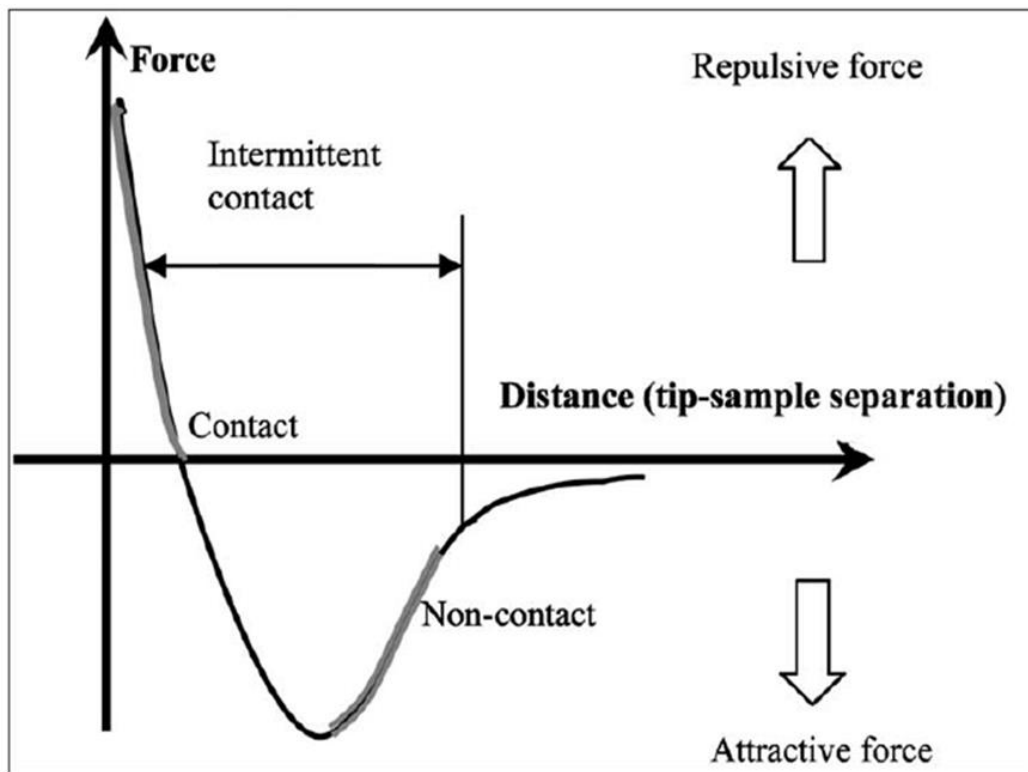 Force
Repulsive force
Intermittent
contact
Distance (tip-sample separation)
Contact
Non-contact
Attractive force